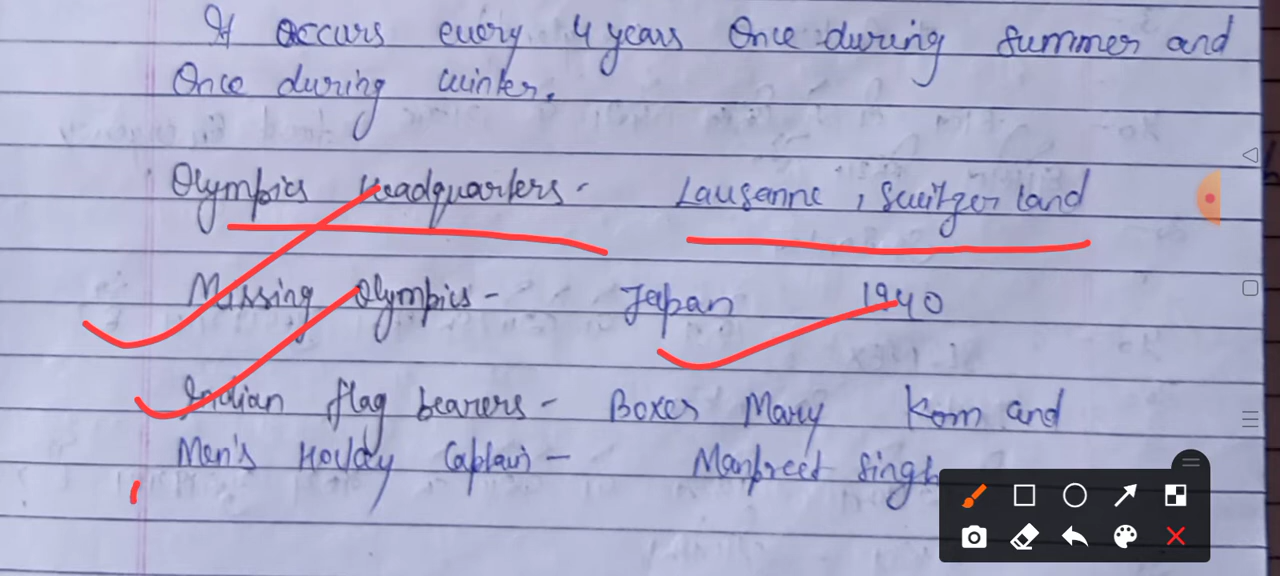 It occurs every 4 years Once during summer and
Once during winter.
Olympics Headquarters - Lausanne, Switzerland
Missing Olympics - Japan 1940
Indian flag bearers - Boxer Mary Kom and
Men's Hockey Captain - Manpreet Singh